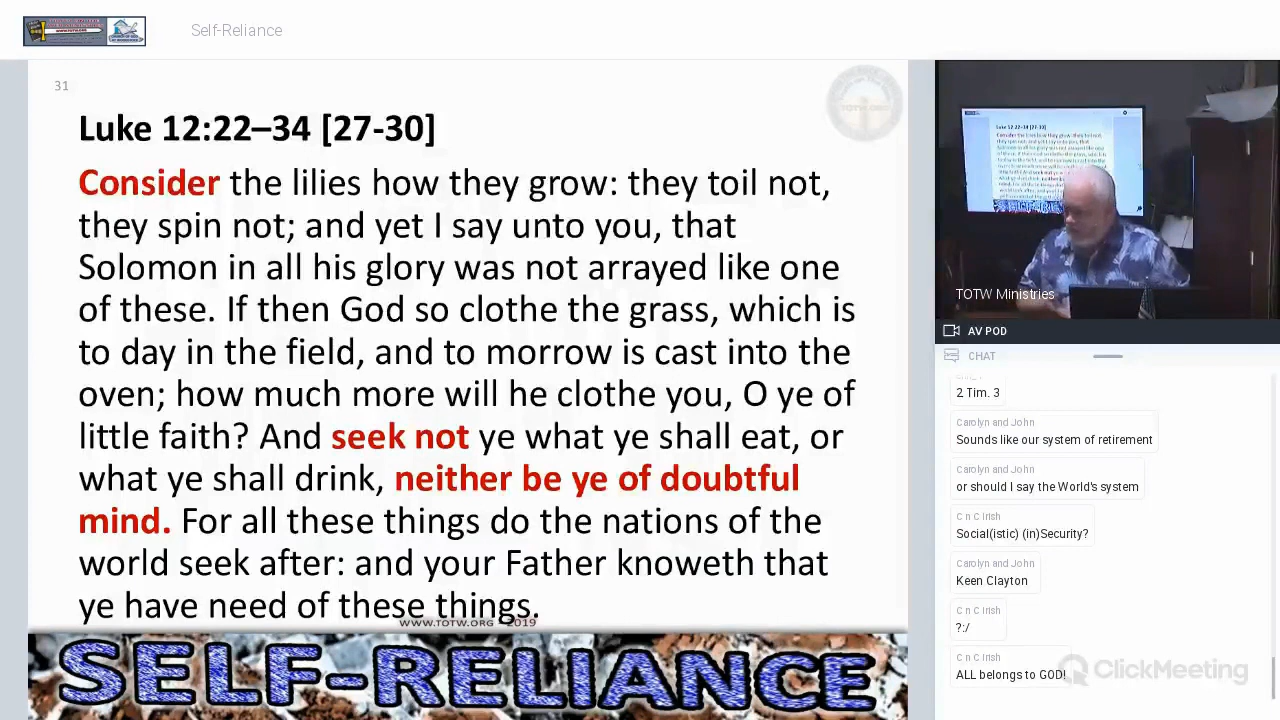 Self-Reliance
31
Luke 12:22–34 [27-30]
Consider the lilies how they grow: they toil not,
they spin not; and yet I say unto you, that
Solomon in all his glory was not arrayed like one
of these. If then God so clothe the grass, which is
to day in the field, and to morrow is cast into the
oven; how much more will he clothe you, O ye of
little faith? And seek not ye what ye shall eat, or
what ye shall drink, neither be ye of doubtful
mind. For all these things do the nations of the
world seek after: and your Father knoweth that
ye have need of these things.
WWW.TOTW.ORG - 2019
SELF-RELIANCE
TOTW.ORG
Luke 12:22–34 [27-30]
TOTW Ministries
AV POD
CHAT
2 Tim. 3
Carolyn and John
Sounds like our system of retirement
Carolyn and John
or should I say the World's system
C n C Irish
Social(istic) (in)Security?
Carolyn and John
Keen Clayton
C n C Irish
?:/
C n C Irish
ALL belongs to GOD!
ClickMeeting